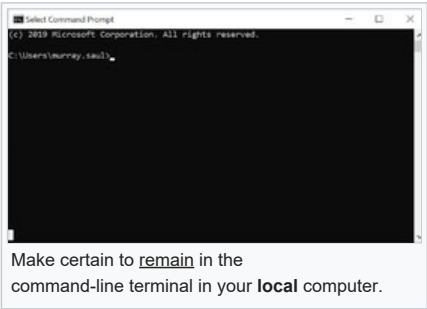 Select Command Prompt
(c) 2019 Microsoft Corporation. All rights reserved.
C:\Users\murray.saul>_
Make certain to remain in the
command-line terminal in your local computer.